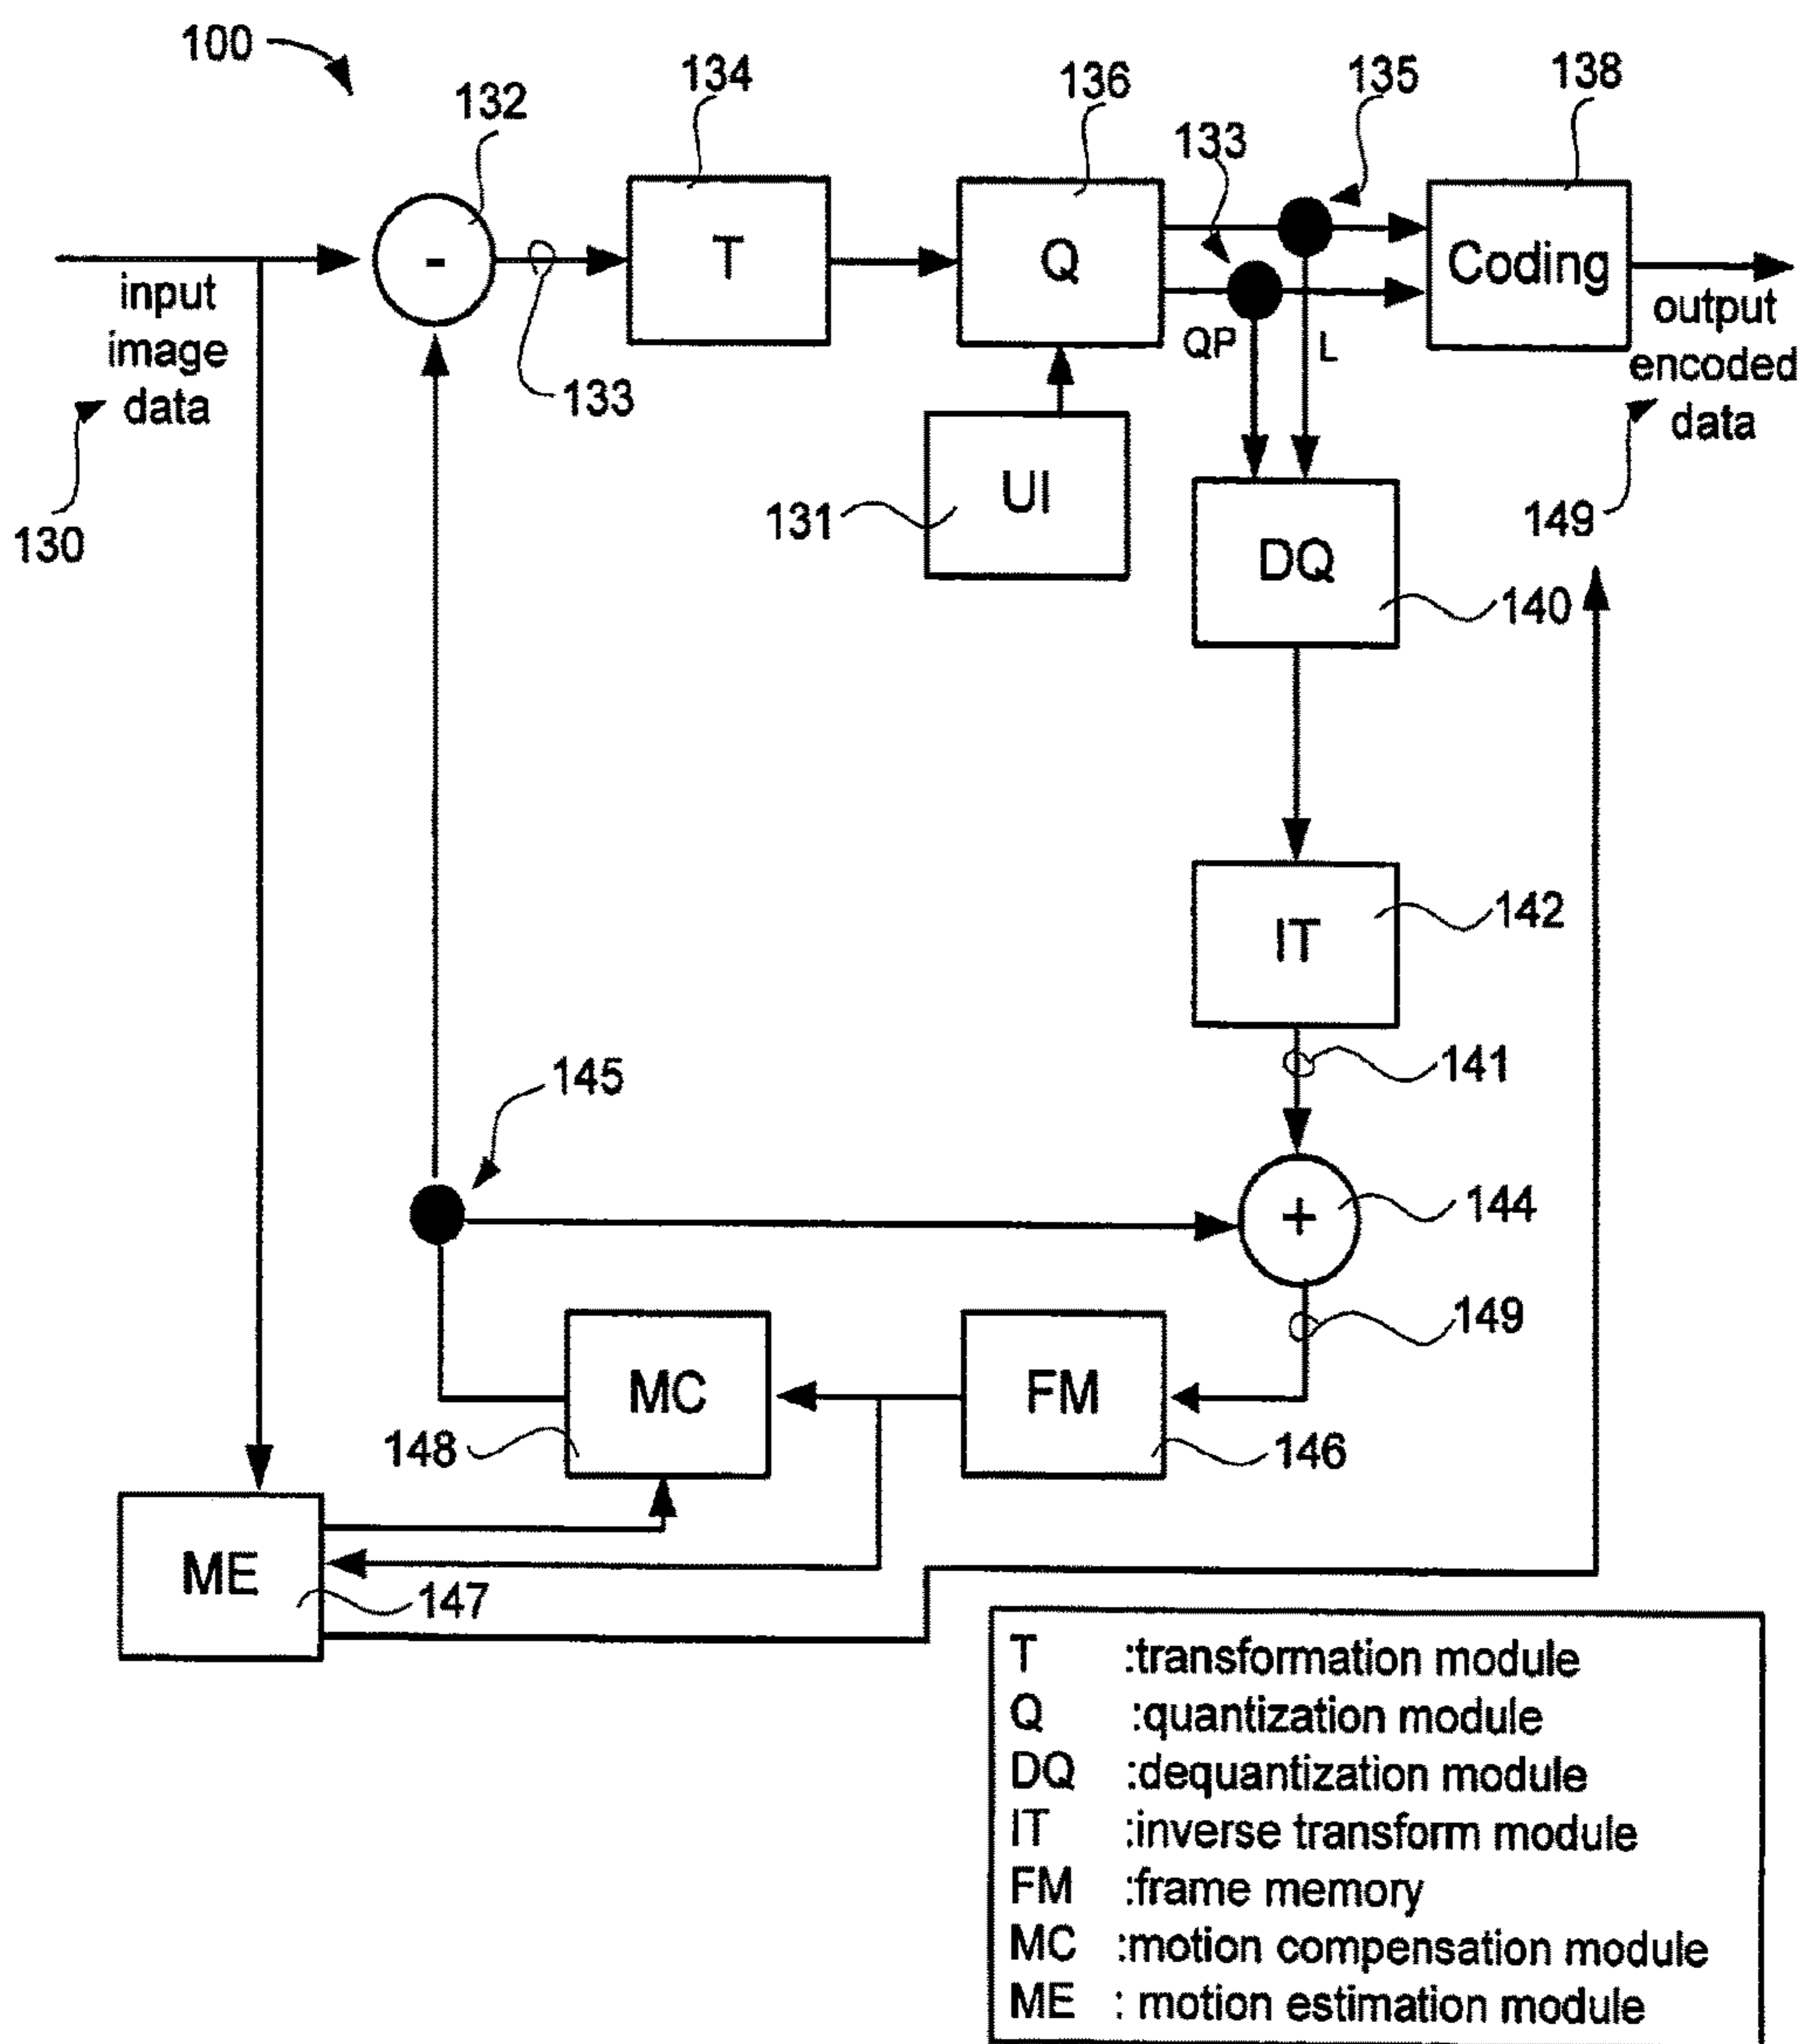 100
132
134
136
133
135
138
-
T
Q
Coding
input
image
data
130
133
UI
131
QP
L
output
encoded
data
149
DQ
140
IT
142
141
145
+
144
149
MC
148
FM
146
ME
147
T :transformation module
Q :quantization module
DQ :dequantization module
IT :inverse transform module
FM :frame memory
MC :motion compensation module
ME : motion estimation module